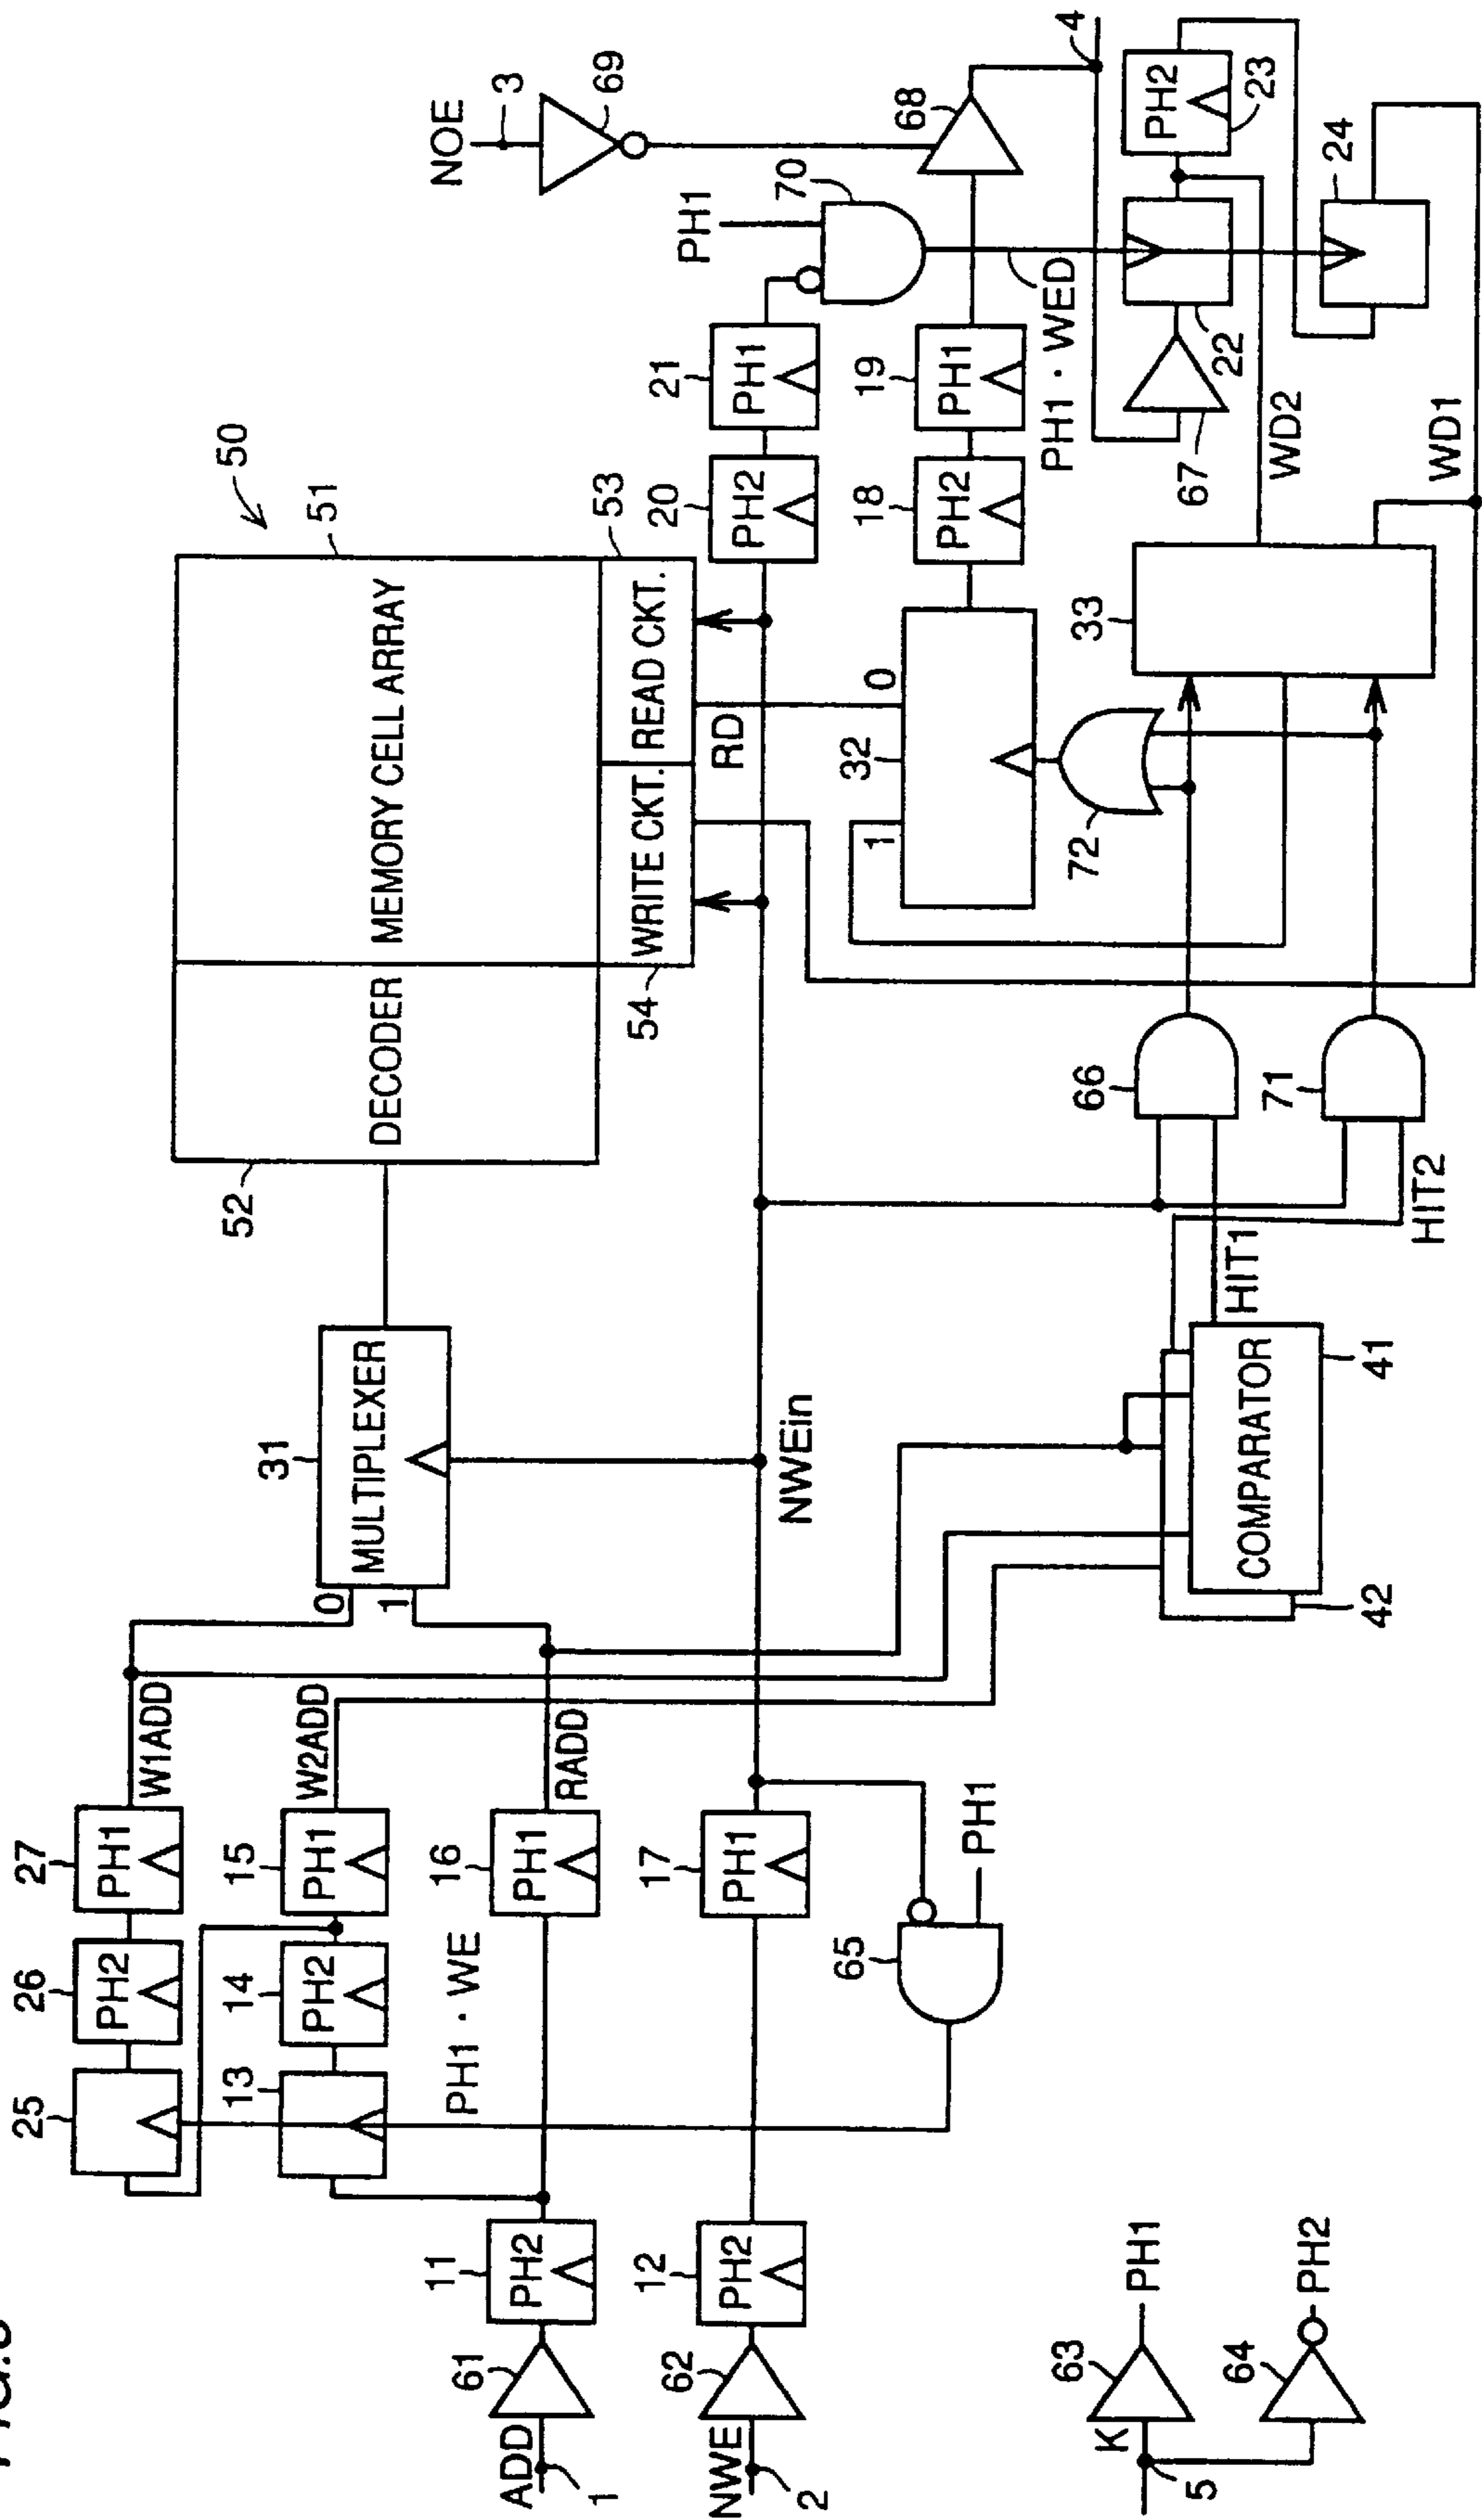 50
51
MEMORY CELL ARRAY
DECODER
52
53
READ CKT.
WRITE CKT.
54
NOE
3
69
31
MULTIPLEXER
0
1
27
PH1
W1ADD
26
PH2
25
15
PH1
W2ADD
14
PH2
13
16
PH1
RADD
PH1 · WE
11
PH2
61
ADD
1
17
PH1
NWEin
12
PH2
62
NWE
2
65
PH1
21
PH1
20
PH2
PH1
70
68
4
19
PH1
18
PH2
RD
0
1
32
72
PH1 · WED
PH2
23
22
67
24
33
WD2
WD1
66
71
HIT1
HIT2
COMPARATOR
41
42
63
PH1
64
PH2
K
5